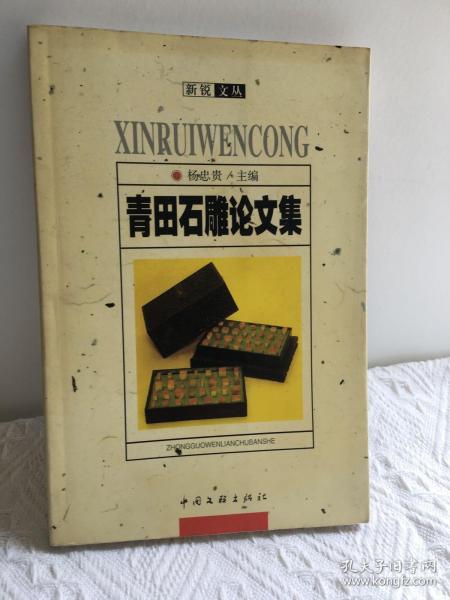 新锐文丛
XINRUIWENCONG
杨忠贵/主编
青田石雕论文集
ZHONGGUOWENLIANCHUBANSHE
中国文联出版社
孔夫子旧书网
www.kongfz.com